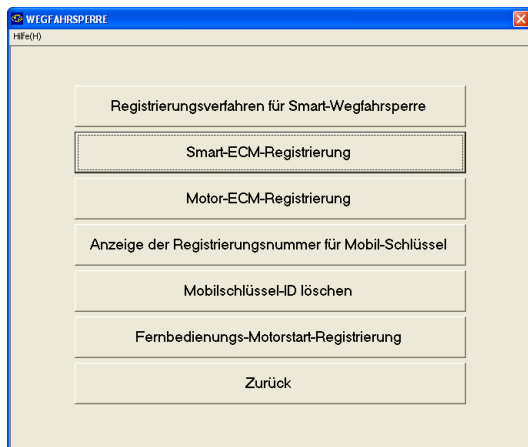 WEGFAHRSPERRE
Hilfe(H)
Registrierungsverfahren für Smart-Wegfahrsperre
Smart-ECM-Registrierung
Motor-ECM-Registrierung
Anzeige der Registrierungsnummer für Mobil-Schlüssel
Mobilschlüssel-ID löschen
Fernbedienungs-Motorstart-Registrierung
Zurück